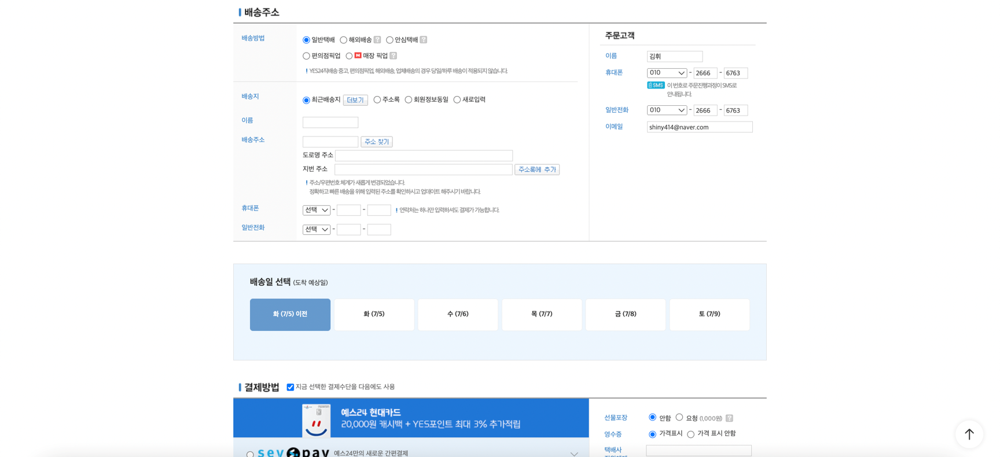 배송주소
배송방법
일반택배 해외배송 ? 안심택배 ?
편의점픽업 매장 픽업 ?
! YES24직배송 중고, 편의점픽업, 해외배송, 업체배송의 경우 당일/하루 배송이 적용되지 않습니다.
배송지
최근배송지 더보기 주소록 회원정보동일 새로입력
이름
배송주소 주소 찾기
도로명 주소
지번 주소 주소록에 추가
! 주소/우편번호 체계가 새롭게 변경되었습니다.
정확하고 빠른 배송을 위해 입력된 주소를 확인하시고 업데이트 해주시기 바랍니다.
휴대폰 선택 - - ! 연락처는 하나만 입력하셔도 결제가 가능합니다.
일반전화 선택 - -
주문고객
이름 김휘
휴대폰 010 - 2666 - 6763
SMS 이 번호로 주문진행과정이 SMS로
안내됩니다.
일반전화 010 - 2666 - 6763
이메일 shiny414@naver.com
배송일 선택 (도착 예상일)
화 (7/5) 이전 화 (7/5) 수 (7/6) 목 (7/7) 금 (7/8) 토 (7/9)
결제방법 지금 선택한 결제수단을 다음에도 사용
예스24 현대카드
20,000원 캐시백 + YES포인트 최대 3% 추가적립
pay 예스24만의 새로운 간편결제
선물포장 안함 요청 (1,000원) ?
영수증 가격표시 가격 표시 안함
택배사